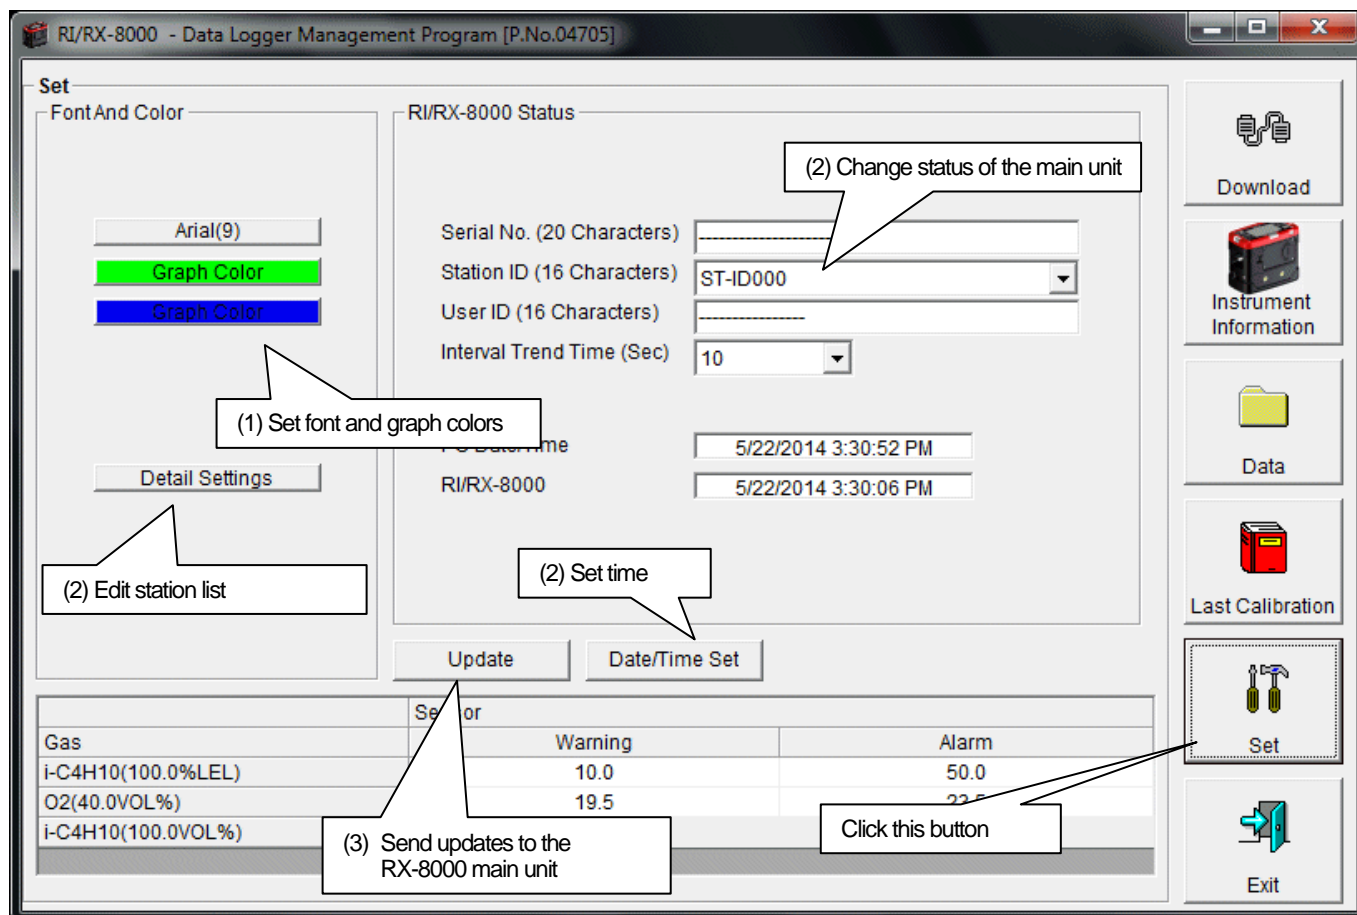 RI/RX-8000 - Data Logger Management Program [P.No.04705]
Set
Font And Color
Arial(9)
Graph Color
Graph Color
(1) Set font and graph colors
Detail Settings
(2) Edit station list
RI/RX-8000 Status
(2) Change status of the main unit
Serial No. (20 Characters) --------------------
Station ID (16 Characters) ST-ID000
User ID (16 Characters) ----------------
Interval Trend Time (Sec) 10
5/22/2014 3:30:52 PM
RI/RX-8000 5/22/2014 3:30:06 PM
(2) Set time
Update Date/Time Set
Gas Warning Alarm
i-C4H10(100.0%LEL) 10.0 50.0
O2(40.0VOL%) 19.5
i-C4H10(100.0VOL%)
(3) Send updates to the
RX-8000 main unit
Click this button
Download
Instrument
Information
Data
Last Calibration
Set
Exit